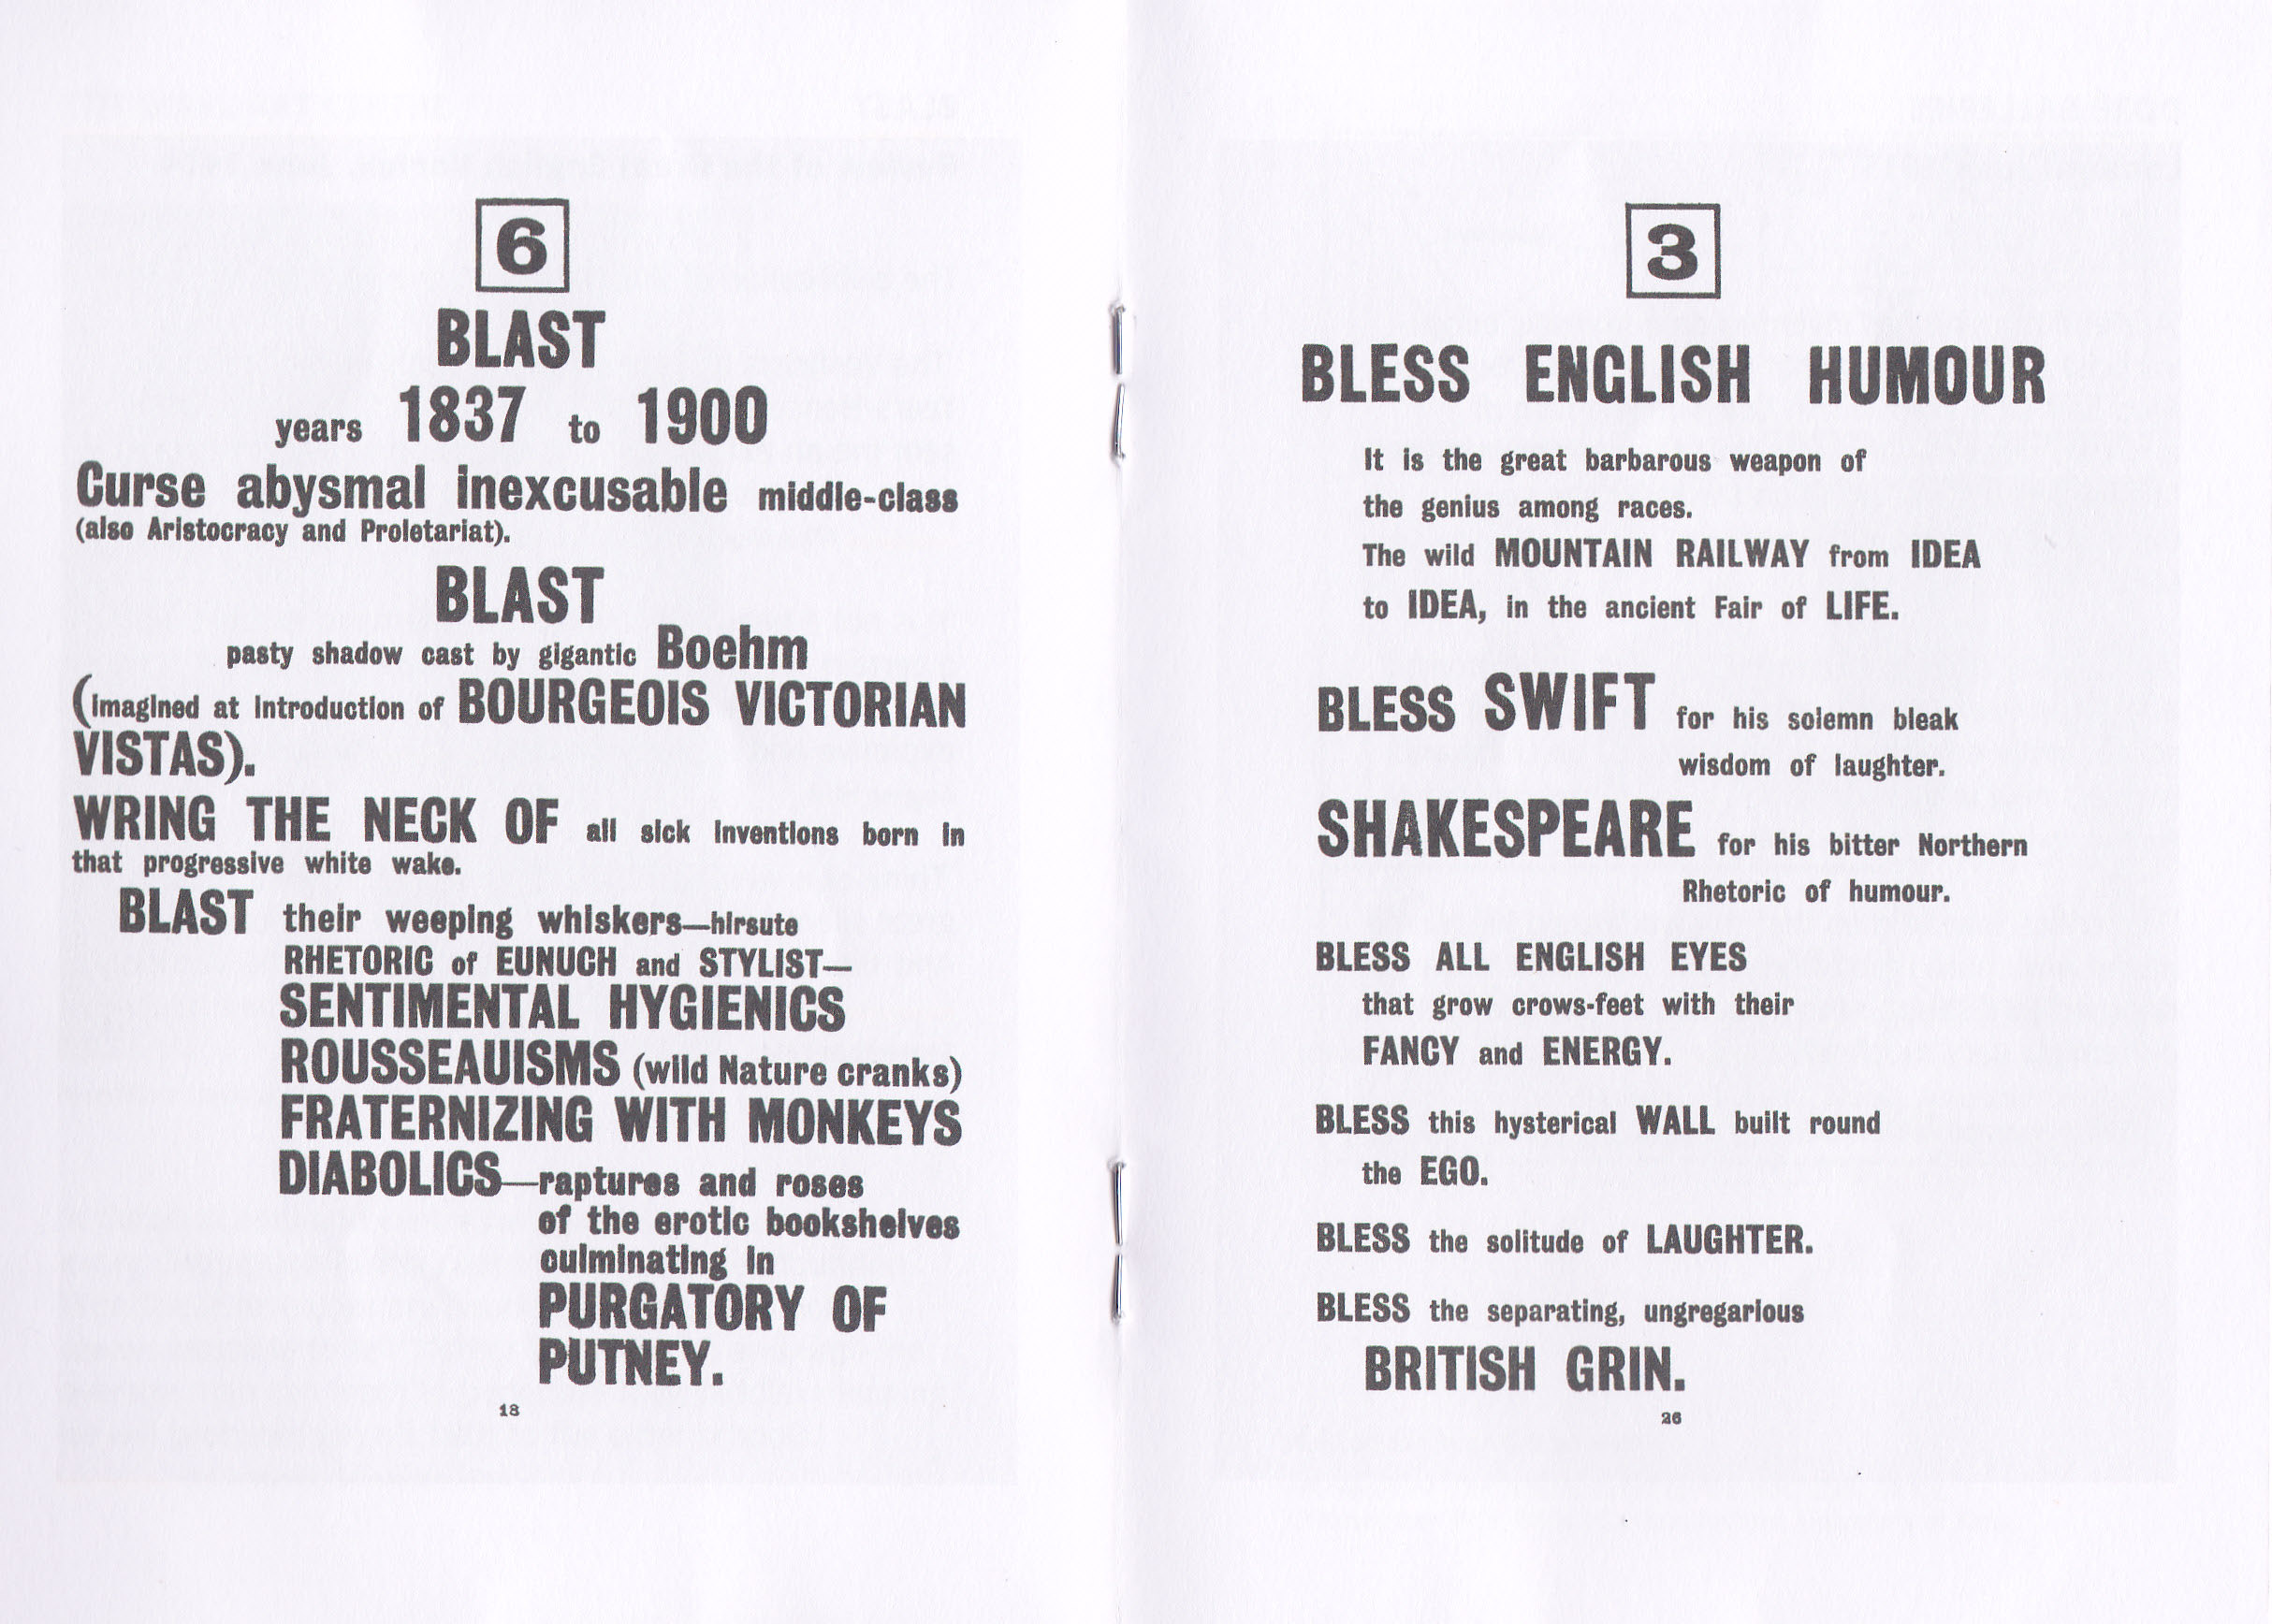 6
BLAST
years 1837 to 1900
Curse abysmal inexcusable middle-class
(also Aristocracy and Proletariat).
BLAST
pasty shadow cast by gigantic Boehm
(imagined at introduction of BOURGEOIS VICTORIAN
VISTAS).
WRING THE NECK OF all sick inventions born in
that progressive white wake.
BLAST their weeping whiskers—hirsute
RHETORIC of EUNUCH and STYLIST—
SENTIMENTAL HYGIENICS
ROUSSEAUISMS (wild Nature cranks)
FRATERNIZING WITH MONKEYS
DIABOLICS—raptures and roses
of the erotic bookshelves
culminating in
PURGATORY OF
PUTNEY.
18
3
BLESS ENGLISH HUMOUR
It is the great barbarous weapon of
the genius among races.
The wild MOUNTAIN RAILWAY from IDEA
to IDEA, in the ancient Fair of LIFE.
BLESS SWIFT for his solemn bleak
wisdom of laughter.
SHAKESPEARE for his bitter Northern
Rhetoric of humour.
BLESS ALL ENGLISH EYES
that grow crows-feet with their
FANCY and ENERGY.
BLESS this hysterical WALL built round
the EGO.
BLESS the solitude of LAUGHTER.
BLESS the separating, ungregarious
BRITISH GRIN.
26